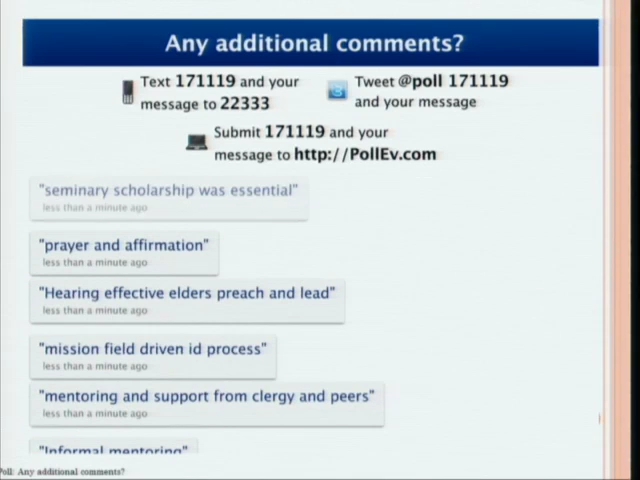 Any additional comments?
Text 171119 and your
message to 22333
Tweet @poll 171119
and your message
Submit 171119 and your
message to http://PollEv.com
"seminary scholarship was essential"
less than a minute ago
"prayer and affirmation"
less than a minute ago
"Hearing effective elders preach and lead"
less than a minute ago
"mission field driven id process"
less than a minute ago
"mentoring and support from clergy and peers"
less than a minute ago
"Informal mentoring"
Poll: Any additional comments?